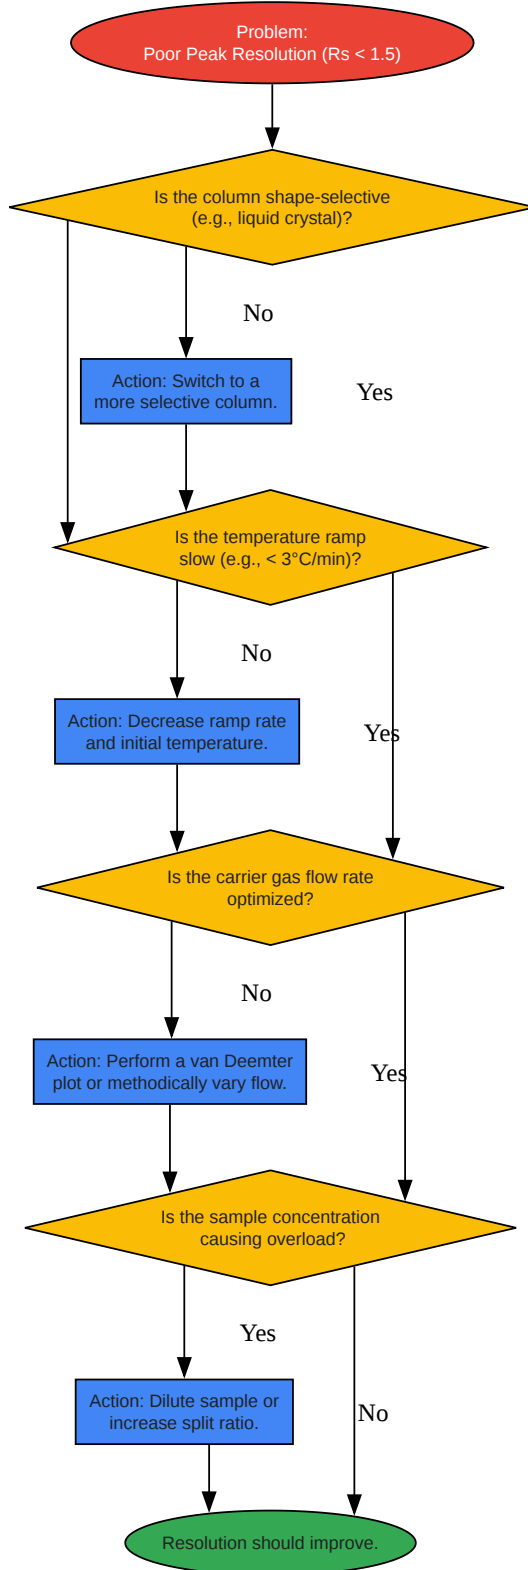 Problem:
Poor Peak Resolution (Rs < 1.5)
Is the column shape-selective
(e.g., liquid crystal)?
No
Action: Switch to a
more selective column.
Yes
Is the temperature ramp
slow (e.g., < 3°C/min)?
No
Action: Decrease ramp rate
and initial temperature.
Yes
Is the carrier gas flow rate
optimized?
No
Action: Perform a van Deemter
plot or methodically vary flow.
Yes
Is the sample concentration
causing overload?
Yes
Action: Dilute sample or
increase split ratio.
No
Resolution should improve.